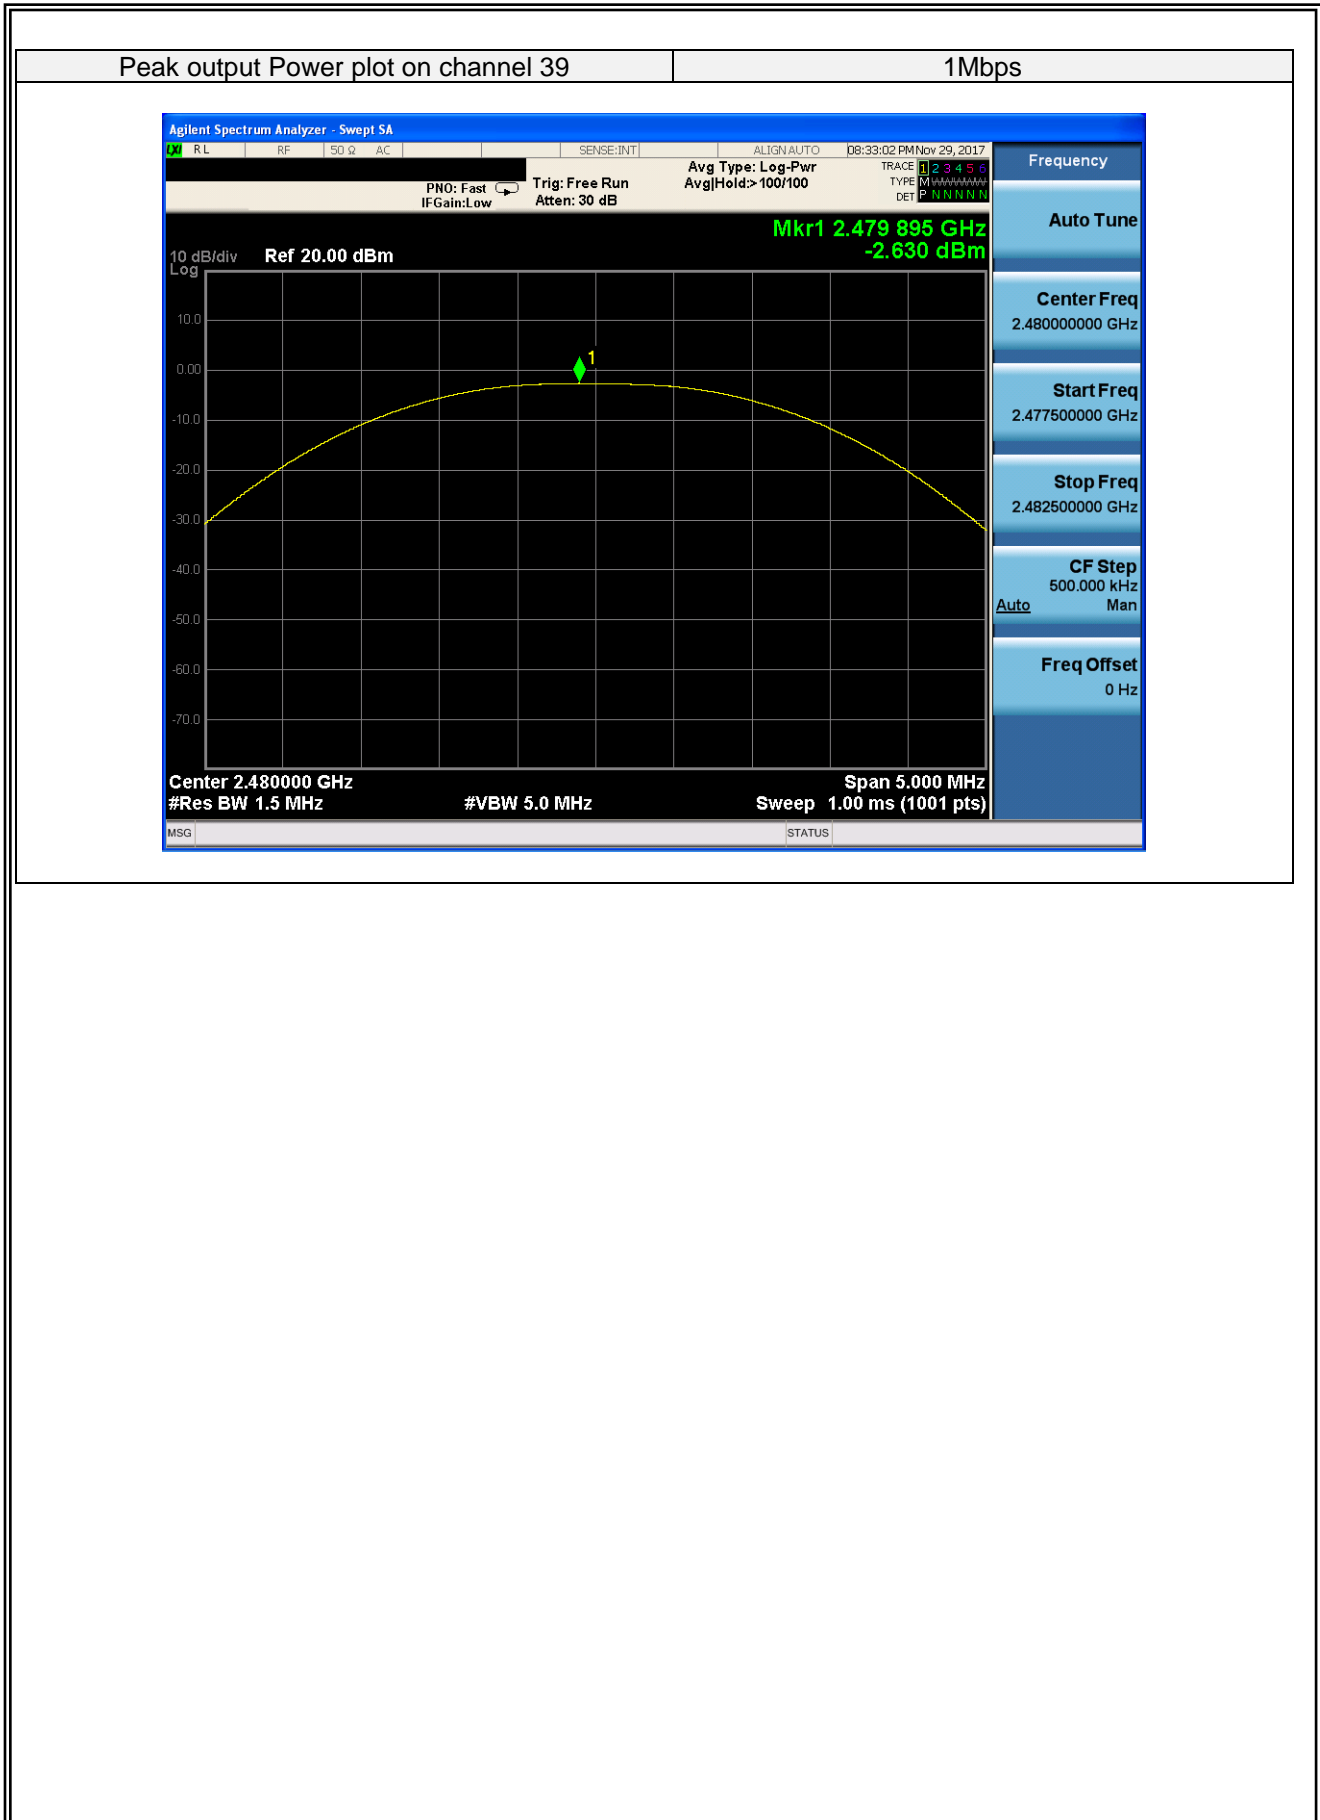 Peak output Power plot on channel 39 1Mbps
Agilent Spectrum Analyzer - Swept SA
LXI RL RF 50 Ω AC SENSE:INT ALIGN AUTO 08:33:02 PM Nov 29, 2017
PNO: Fast
IFGain:Low
Trig: Free Run
Atten: 30 dB
Avg Type: Log-Pwr
Avg|Hold:>100/100
TRACE 1 2 3 4 5 6
TYPE M
DET P N N N N N
Mkr1 2.479 895 GHz
-2.630 dBm
10 dB/div Ref 20.00 dBm
Log
10.0
1
0.00
-10.0
-20.0
-30.0
-40.0
-50.0
-60.0
-70.0
Center 2.480000 GHz Span 5.000 MHz
#Res BW 1.5 MHz #VBW 5.0 MHz Sweep 1.00 ms (1001 pts)
MSG STATUS
Frequency
Auto Tune
Center Freq
2.480000000 GHz
Start Freq
2.477500000 GHz
Stop Freq
2.482500000 GHz
CF Step
500.000 kHz
Auto Man
Freq Offset
0 Hz